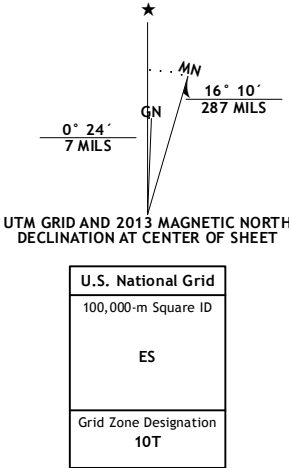 MN
GN
16° 10´
287 MILS
0° 24´
7 MILS
UTM GRID AND 2013 MAGNETIC NORTH
DECLINATION AT CENTER OF SHEET
U.S. National Grid
100,000-m Square ID
ES
Grid Zone Designation
10T